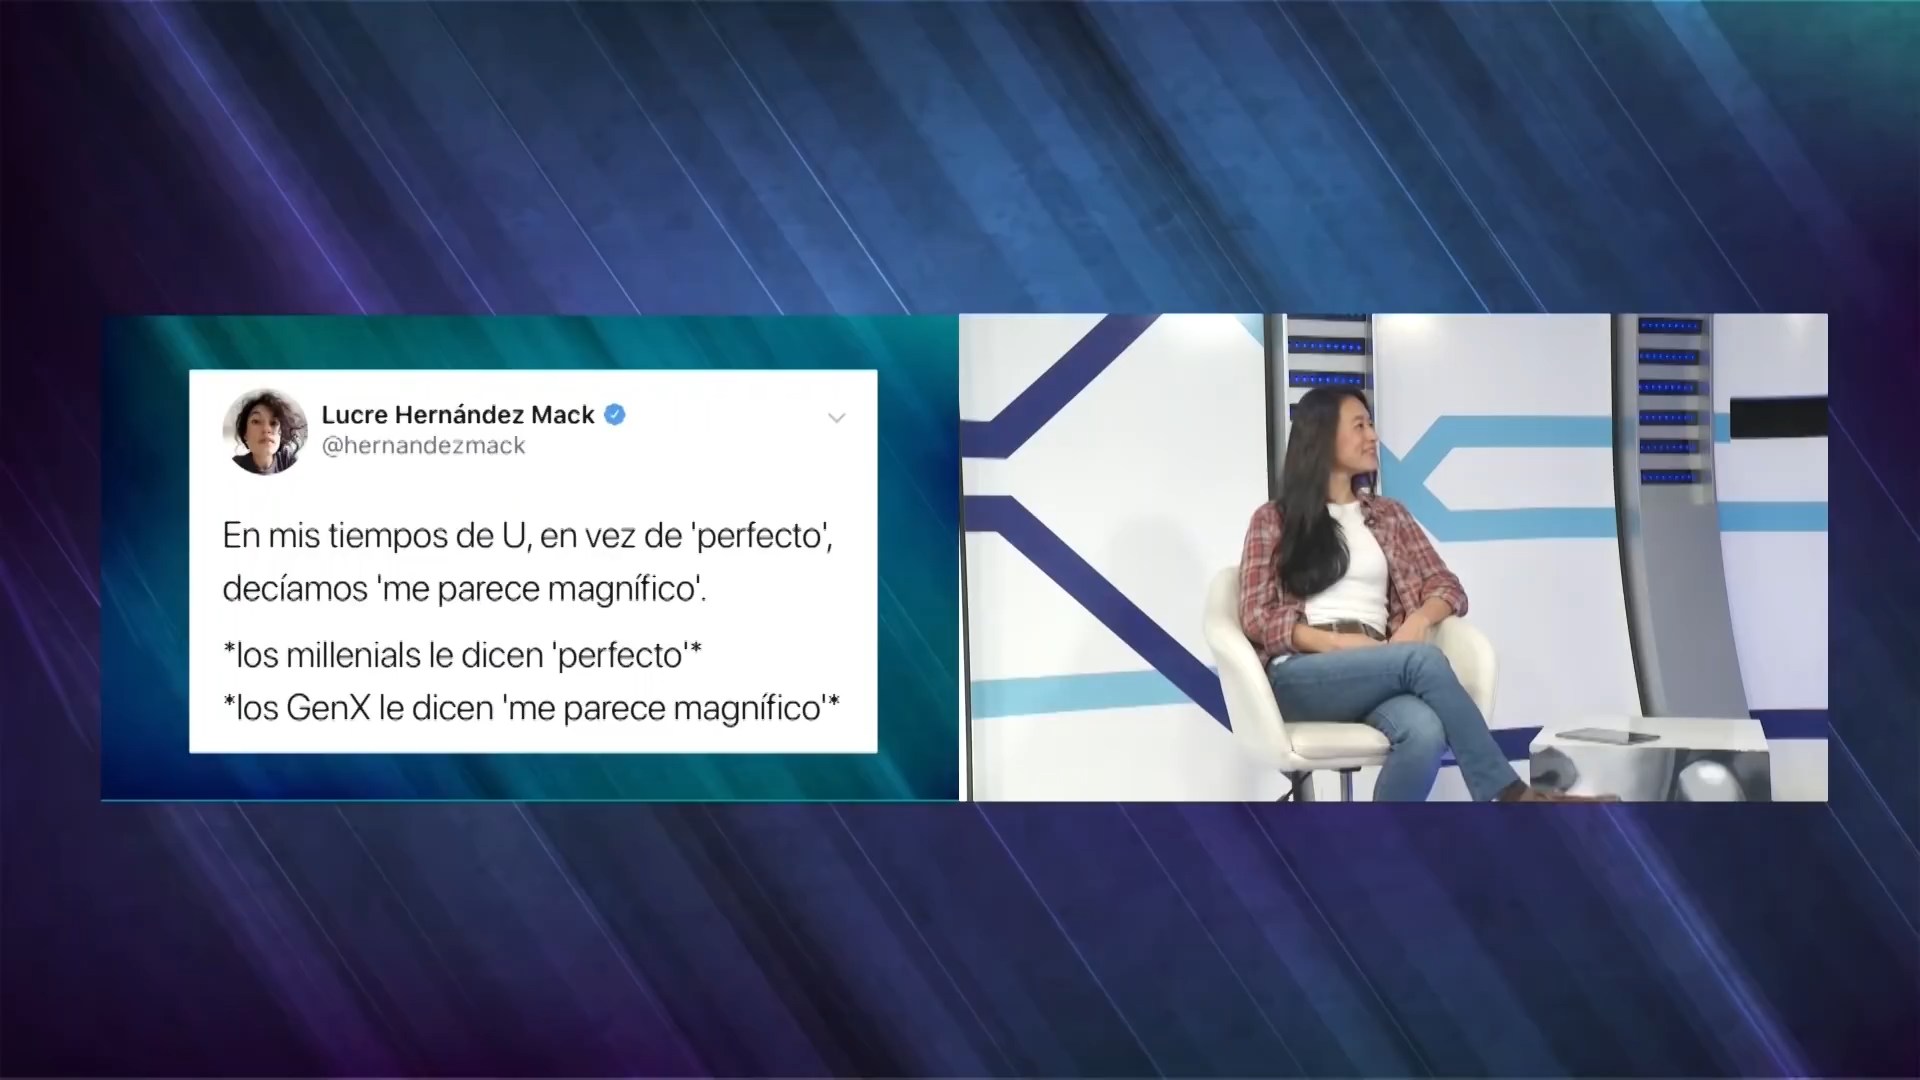 Lucre Hernández Mack
@hernandezmack
En mis tiempos de U, en vez de 'perfecto',
decíamos 'me parece magnífico'.
*los millenials le dicen 'perfecto'*
*los GenX le dicen 'me parece magnífico'*